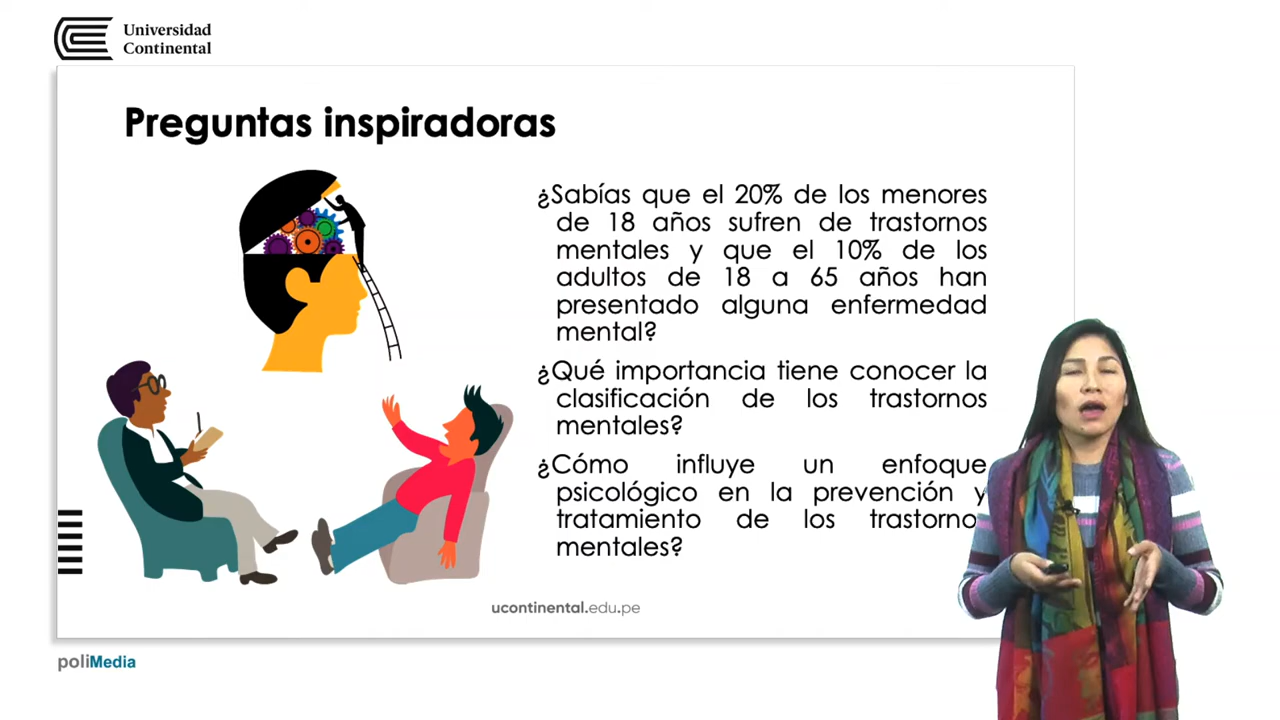 Universidad
Continental
Preguntas inspiradoras
¿Sabías que el 20% de los menores
de 18 años sufren de trastornos
mentales y que el 10% de los
adultos de 18 a 65 años han
presentado alguna enfermedad
mental?
¿Qué importancia tiene conocer la
clasificación de los trastornos
mentales?
¿Cómo influye un enfoque
psicológico en la prevención y
tratamiento de los trastornos
mentales?
ucontinental.edu.pe
poliMedia